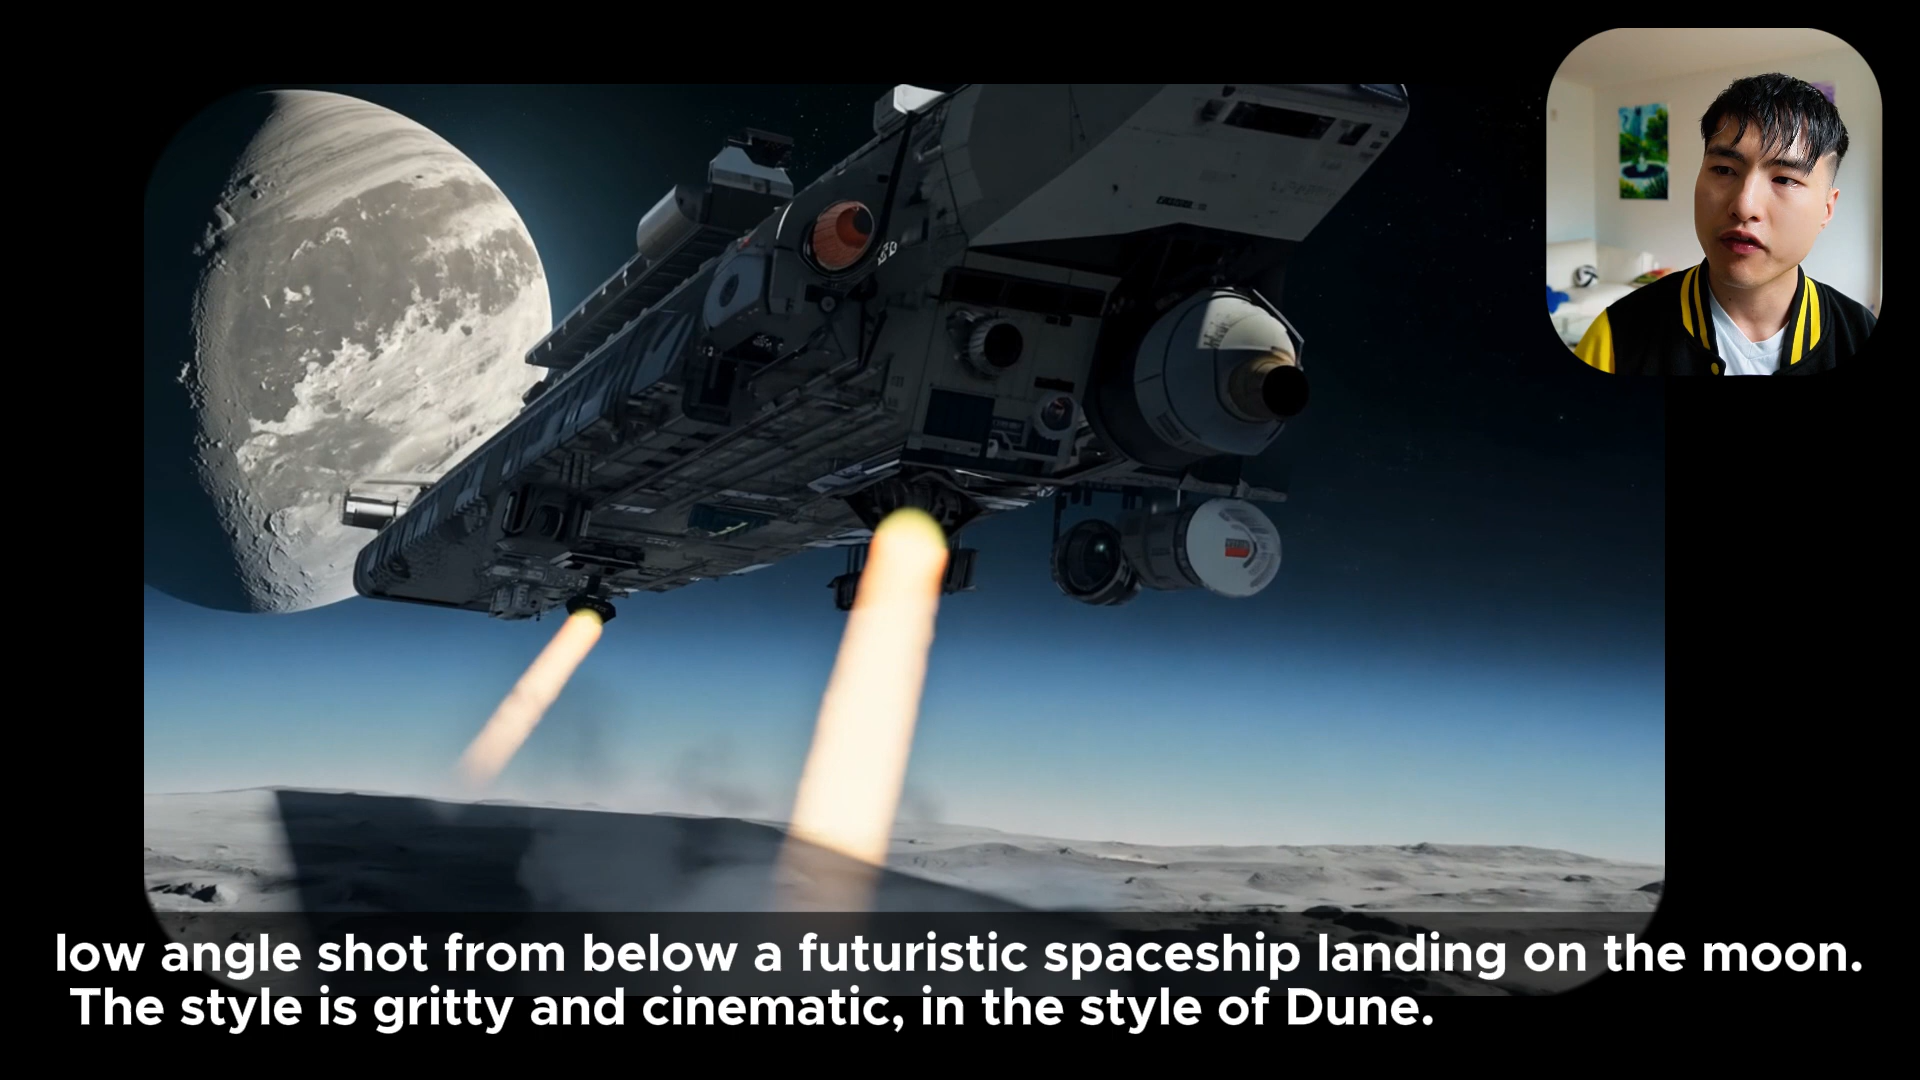 low angle shot from below a futuristic spaceship landing on the moon.
The style is gritty and cinematic, in the style of Dune.